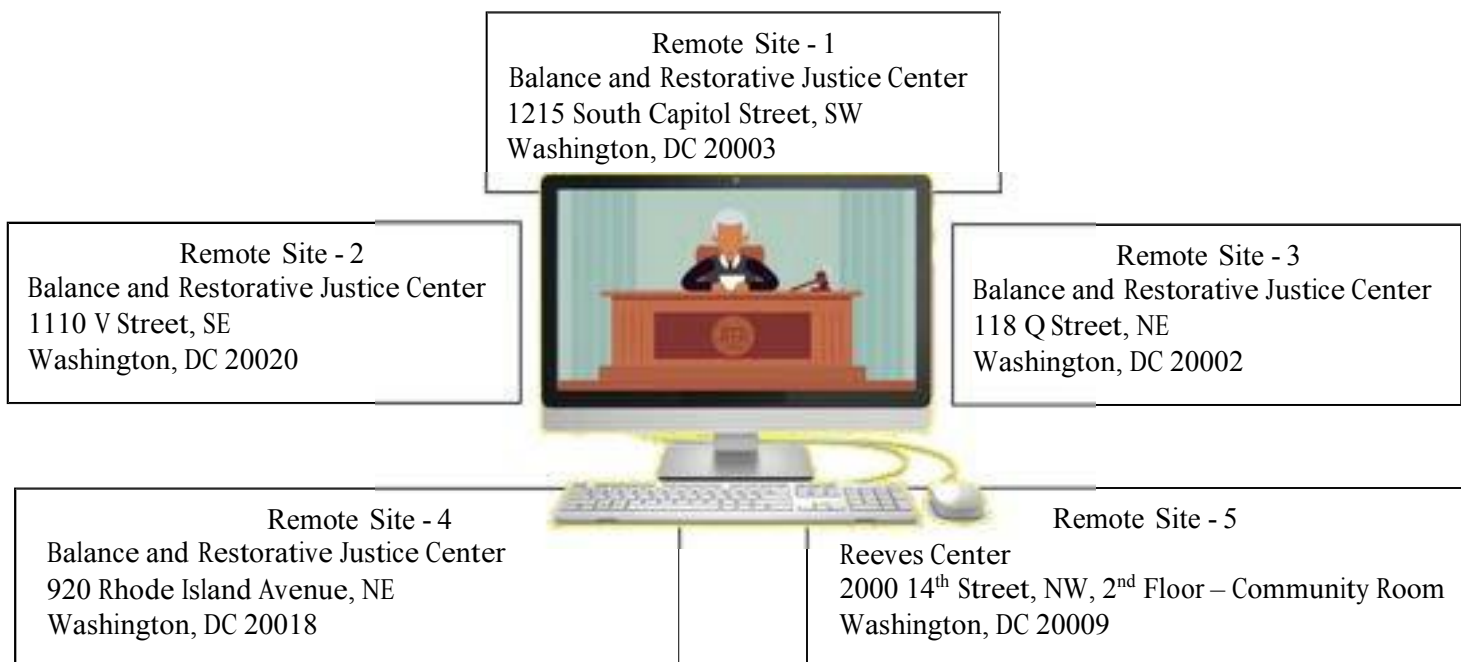 Remote Site - 1
Balance and Restorative Justice Center
1215 South Capitol Street, SW
Washington, DC 20003
Remote Site - 2
Balance and Restorative Justice Center
1110 V Street, SE
Washington, DC 20020
Remote Site - 3
Balance and Restorative Justice Center
118 Q Street, NE
Washington, DC 20002
Remote Site - 4
Balance and Restorative Justice Center
920 Rhode Island Avenue, NE
Washington, DC 20018
Remote Site - 5
Reeves Center
2000 14th Street, NW, 2nd Floor – Community Room
Washington, DC 20009